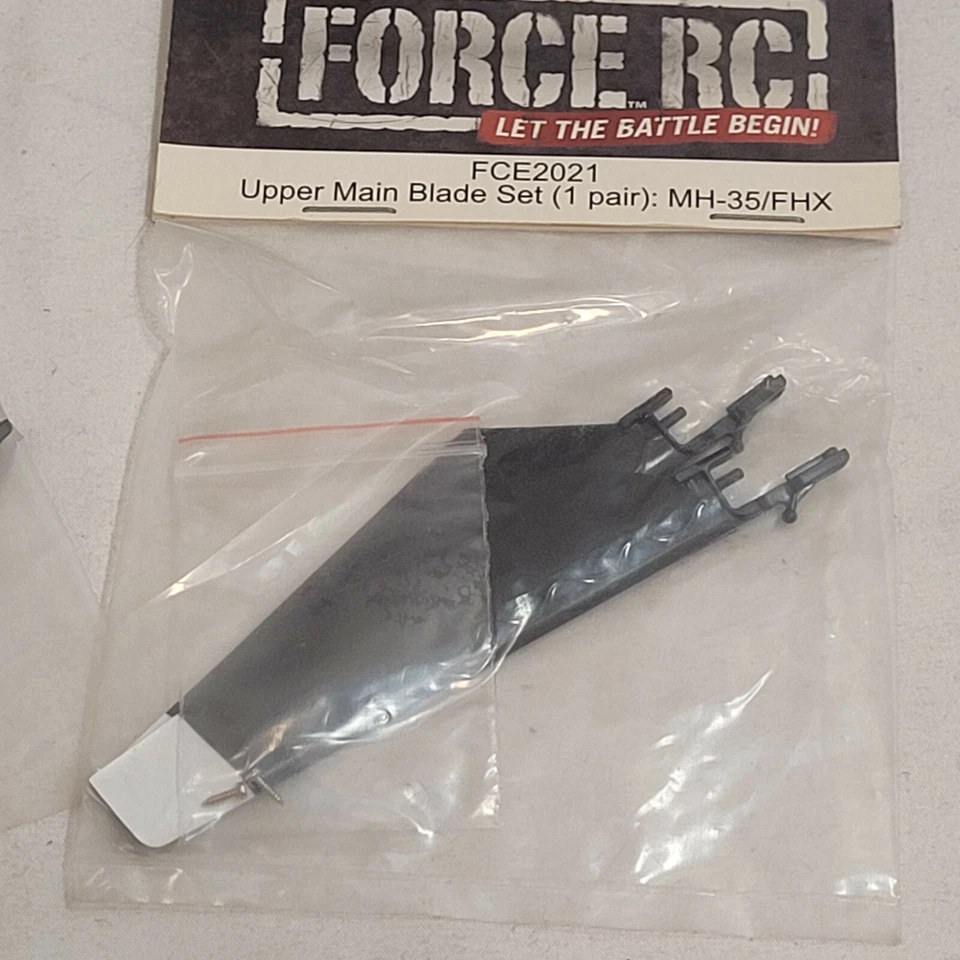 FORCE RC
™
LET THE BATTLE BEGIN!
FCE2021
Upper Main Blade Set (1 pair): MH-35/FHX